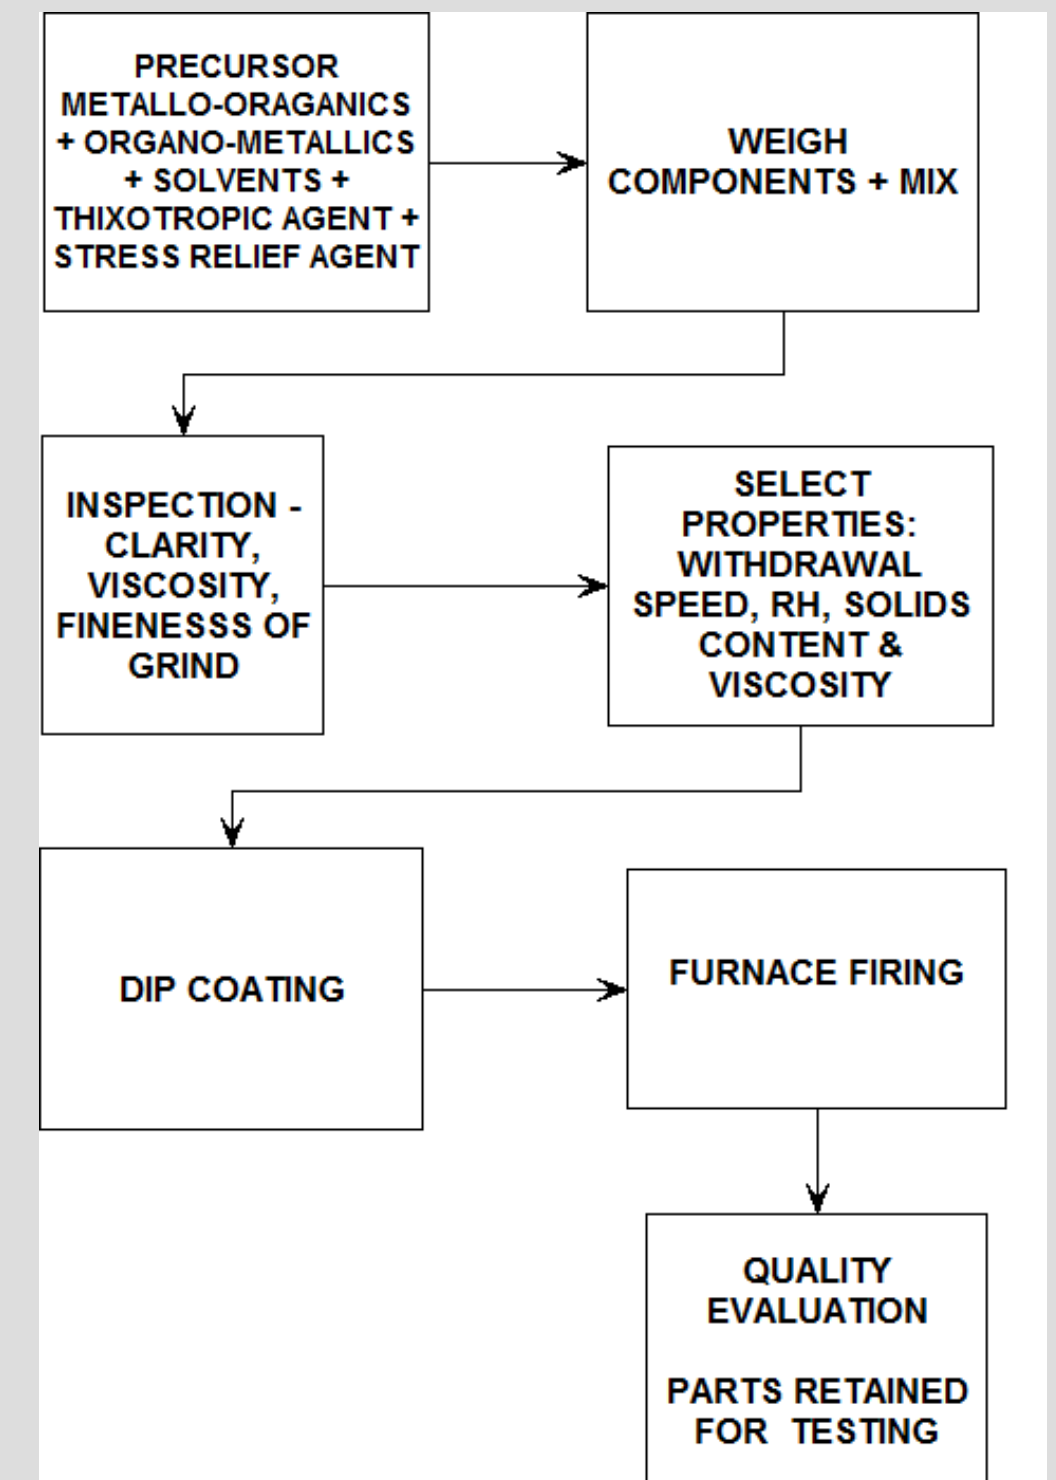 PRECURSOR
METALLO-ORAGANICS
+ ORGANO-METALLICS
+ SOLVENTS +
THIXOTROPIC AGENT +
STRESS RELIEF AGENT
WEIGH
COMPONENTS + MIX
INSPECTION -
CLARITY,
VISCOSITY,
FINENESSS OF
GRIND
SELECT
PROPERTIES:
WITHDRAWAL
SPEED, RH, SOLIDS
CONTENT &
VISCOSITY
DIP COATING
FURNACE FIRING
QUALITY
EVALUATION
PARTS RETAINED
FOR TESTING